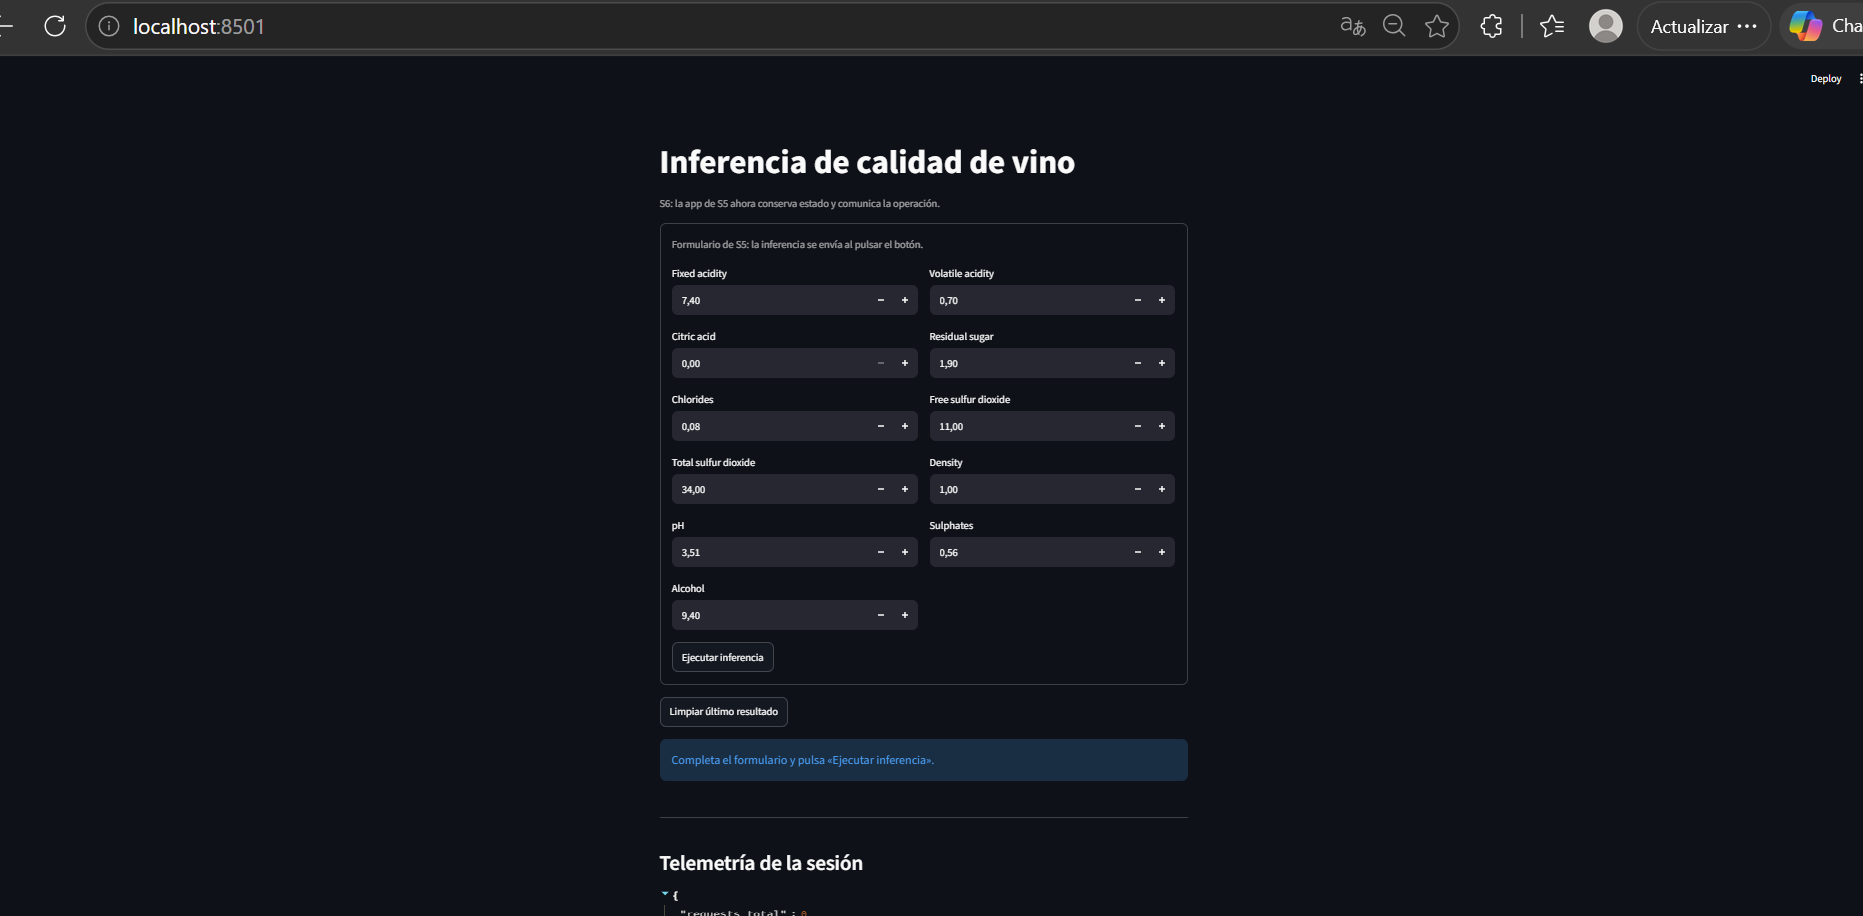 localhost:8501
Actualizar
Cha
Deploy
Inferencia de calidad de vino
S6: la app de S5 ahora conserva estado y comunica la operación.
Formulario de S5: la inferencia se envía al pulsar el botón.
Fixed acidity Volatile acidity
7,40 0,70
Citric acid Residual sugar
0,00 1,90
Chlorides Free sulfur dioxide
0,08 11,00
Total sulfur dioxide Density
34,00 1,00
pH Sulphates
3,51 0,56
Alcohol
9,40
Ejecutar inferencia
Limpiar último resultado
Completa el formulario y pulsa «Ejecutar inferencia».
Telemetría de la sesión
{
"requests_total" : 0